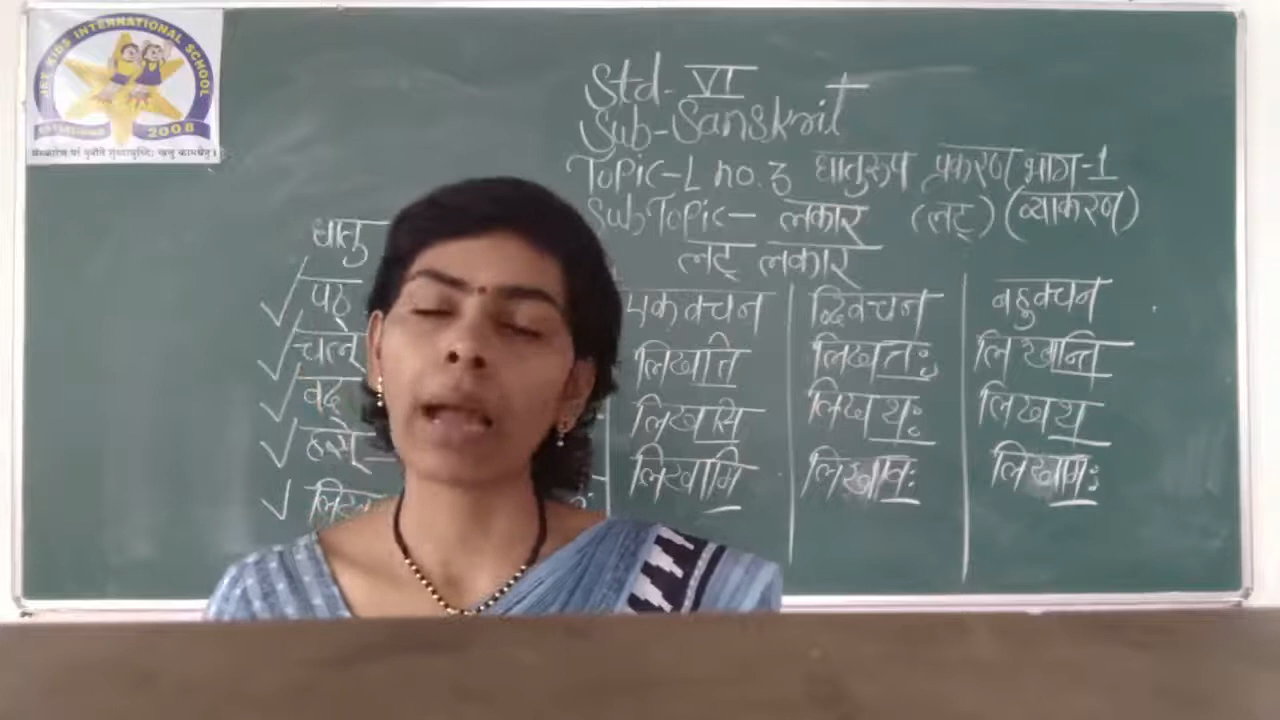 JKT KIDS INTERNATIONAL SCHOOL
2008
Std- VI
Sub-Sanskrit
Topic-L no. 3 धातुरूप प्रकरण भाग-1
Sub Topic- लकार (लट्) (व्याकरण)
लट् लकार
धातु
एकवचन द्विवचन बहुवचन
पठ् लिखति लिखतः लिखन्ति
चल् लिखसि लिखथः लिखथ
वद् लिखामि लिखावः लिखामः
हस्
लिख